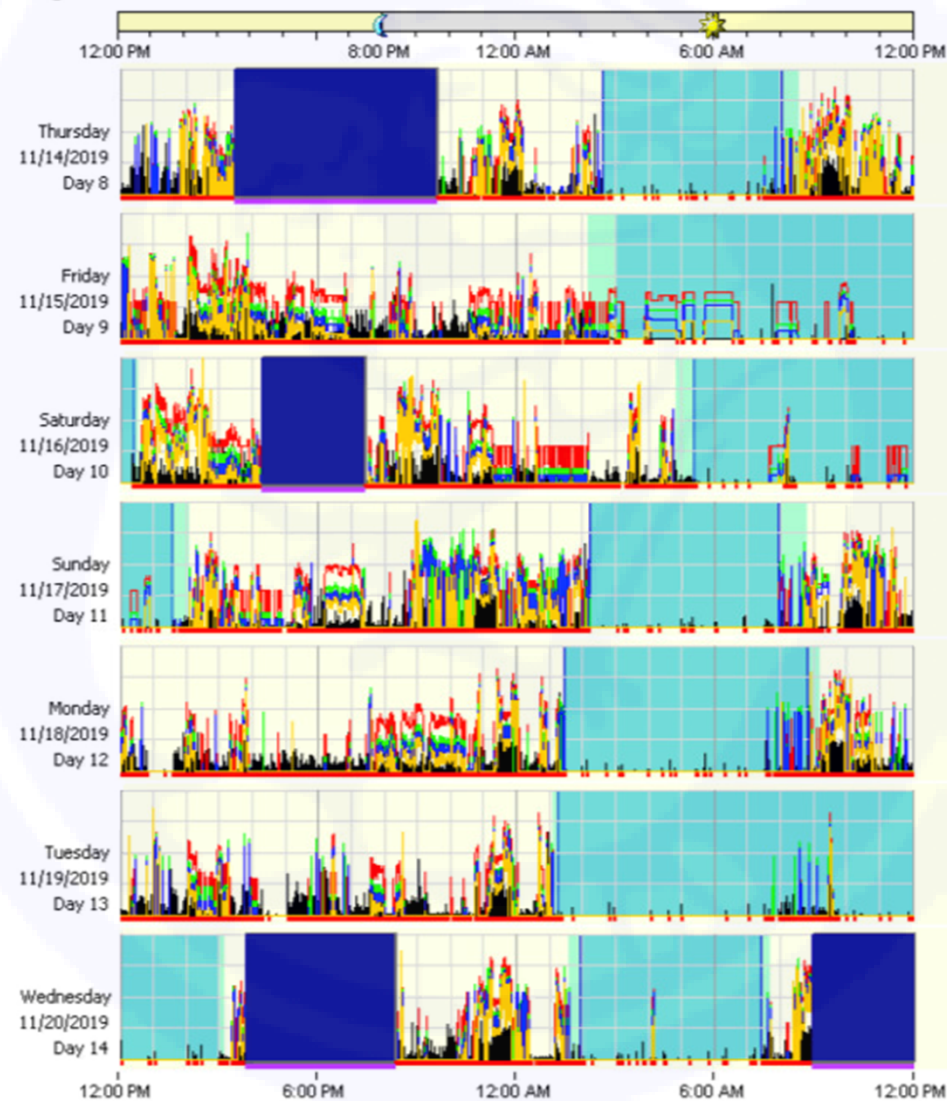 12:00 PM 8:00 PM 12:00 AM 6:00 AM 12:00 PM
Thursday
11/14/2019
Day 8
Friday
11/15/2019
Day 9
Saturday
11/16/2019
Day 10
Sunday
11/17/2019
Day 11
Monday
11/18/2019
Day 12
Tuesday
11/19/2019
Day 13
Wednesday
11/20/2019
Day 14
12:00 PM 6:00 PM 12:00 AM 6:00 AM 12:00 PM